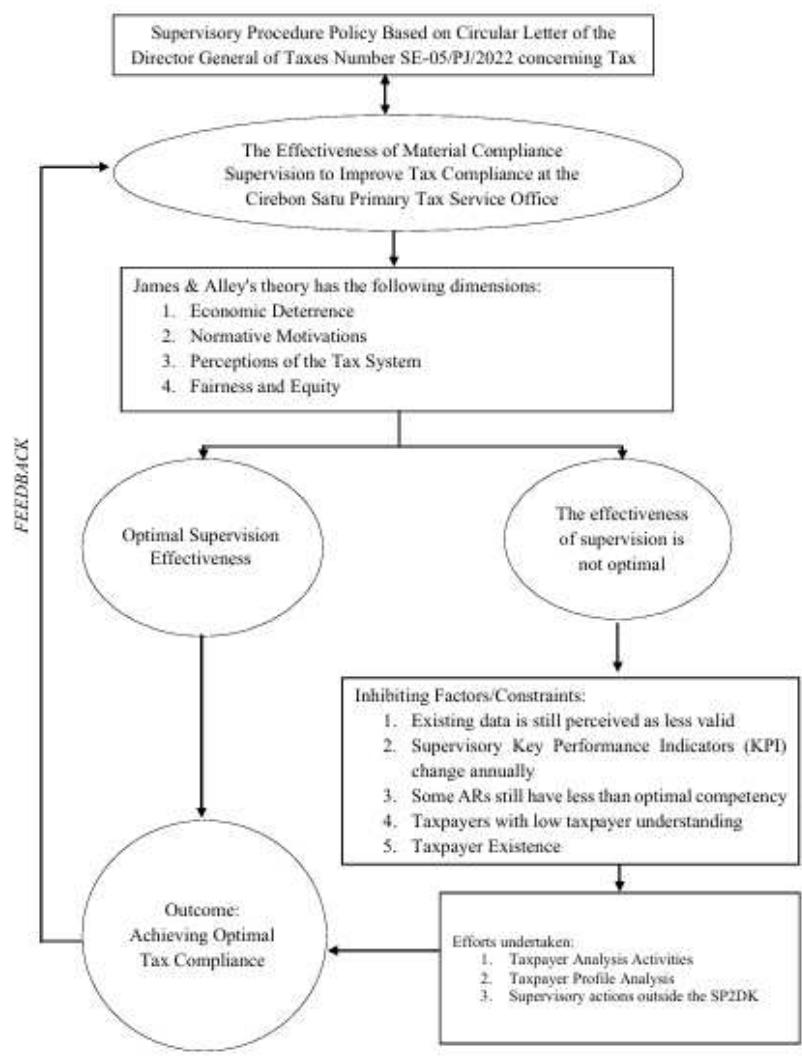 Supervisory Procedure Policy Based on Circular Letter of the
Director General of Taxes Number SE-05/PJ/2022 concerning Tax
The Effectiveness of Material Compliance
Supervision to Improve Tax Compliance at the
Cirebon Satu Primary Tax Service Office
James & Alley's theory has the following dimensions:
1. Economic Deterrence
2. Normative Motivations
3. Perceptions of the Tax System
4. Fairness and Equity
FEEDBACK
Optimal Supervision
Effectiveness
The effectiveness
of supervision is
not optimal
Inhibiting Factors/Constraints:
1. Existing data is still perceived as less valid
2. Supervisory Key Performance Indicators (KPI)
change annually
3. Some ARs still have less than optimal competency
4. Taxpayers with low taxpayer understanding
5. Taxpayer Existence
Outcome:
Achieving Optimal
Tax Compliance
Efforts undertaken:
1. Taxpayer Analysis Activities
2. Taxpayer Profile Analysis
3. Supervisory actions outside the SP2DK